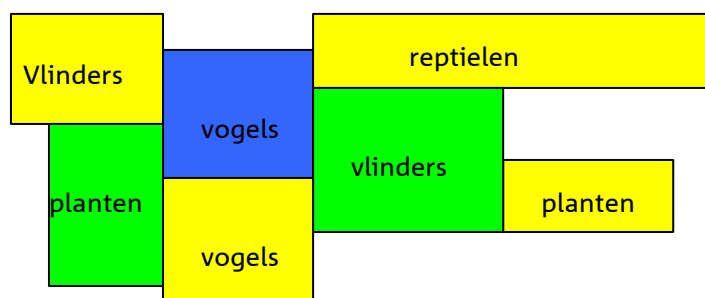 Vlinders
reptielen
vogels
vlinders
planten
planten
vogels